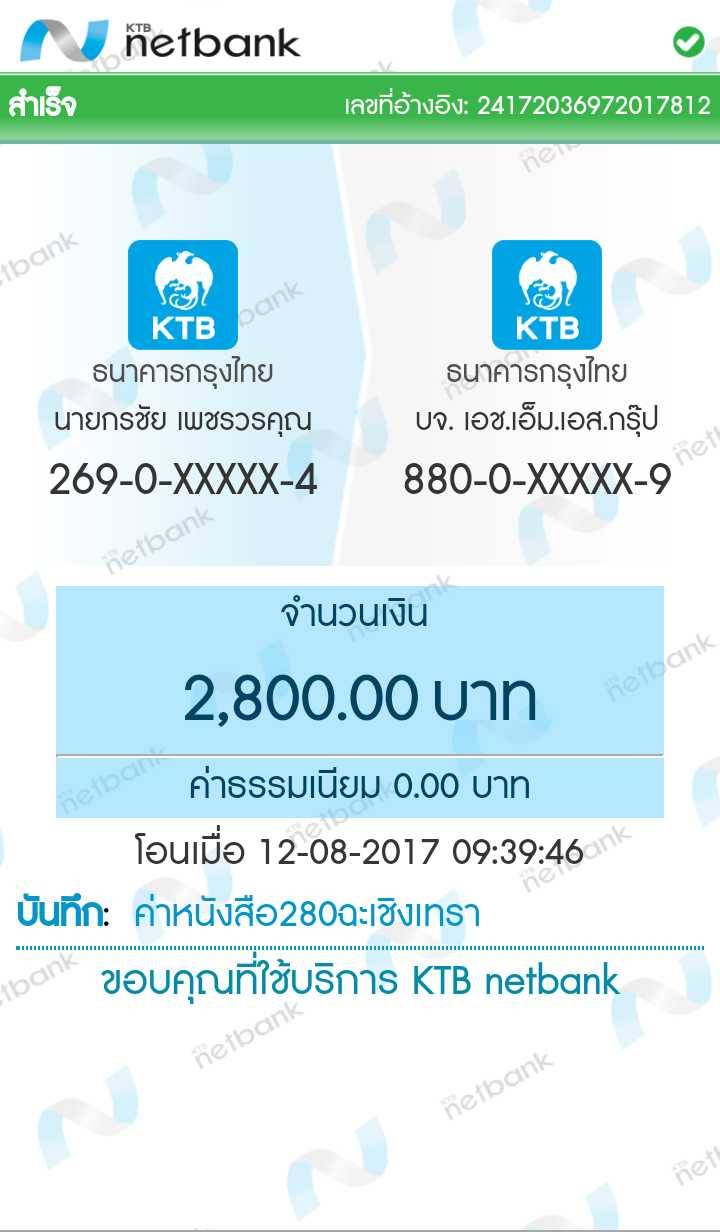 KTB
netbank
สำเร็จ เลขที่อ้างอิง: 24172036972017812
KTB KTB
ธนาคารกรุงไทย ธนาคารกรุงไทย
นายกรชัย เพชรวรคุณ บจ. เอช.เอ็ม.เอส.กรุ๊ป
269-0-XXXXX-4 880-0-XXXXX-9
จำนวนเงิน
2,800.00 บาท
ค่าธรรมเนียม 0.00 บาท
โอนเมื่อ 12-08-2017 09:39:46
บันทึก: ค่าหนังสือ280ฉะเชิงเทรา
ขอบคุณที่ใช้บริการ KTB netbank